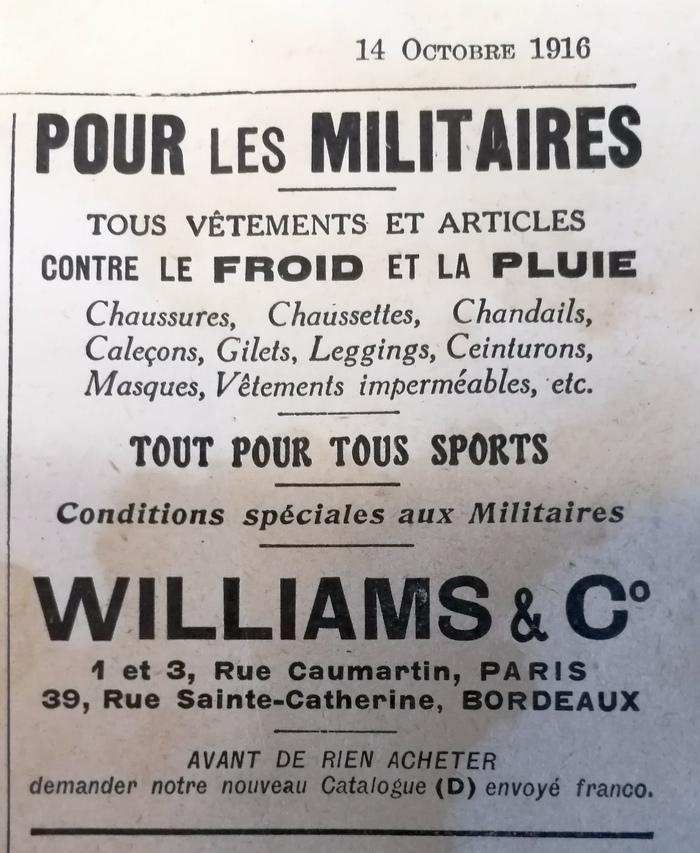 14 Octobre 1916
POUR LES MILITAIRES
TOUS VÊTEMENTS ET ARTICLES
CONTRE LE FROID ET LA PLUIE
Chaussures, Chaussettes, Chandails,
Caleçons, Gilets, Leggings, Ceinturons,
Masques, Vêtements imperméables, etc.
TOUT POUR TOUS SPORTS
Conditions spéciales aux Militaires
WILLIAMS & Cº
1 et 3, Rue Caumartin, PARIS
39, Rue Sainte-Catherine, BORDEAUX
AVANT DE RIEN ACHETER
demander notre nouveau Catalogue (D) envoyé franco.